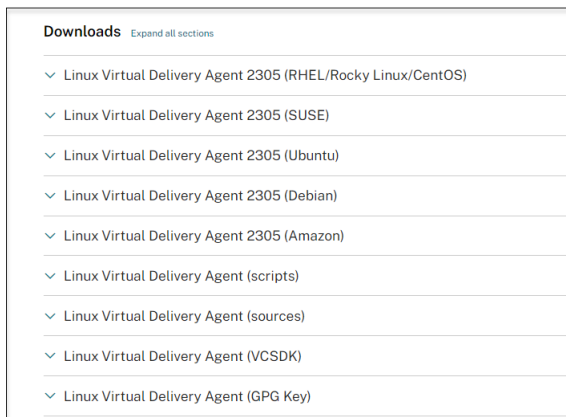 Downloads Expand all sections
Linux Virtual Delivery Agent 2305 (RHEL/Rocky Linux/CentOS)
Linux Virtual Delivery Agent 2305 (SUSE)
Linux Virtual Delivery Agent 2305 (Ubuntu)
Linux Virtual Delivery Agent 2305 (Debian)
Linux Virtual Delivery Agent 2305 (Amazon)
Linux Virtual Delivery Agent (scripts)
Linux Virtual Delivery Agent (sources)
Linux Virtual Delivery Agent (VCSDK)
Linux Virtual Delivery Agent (GPG Key)